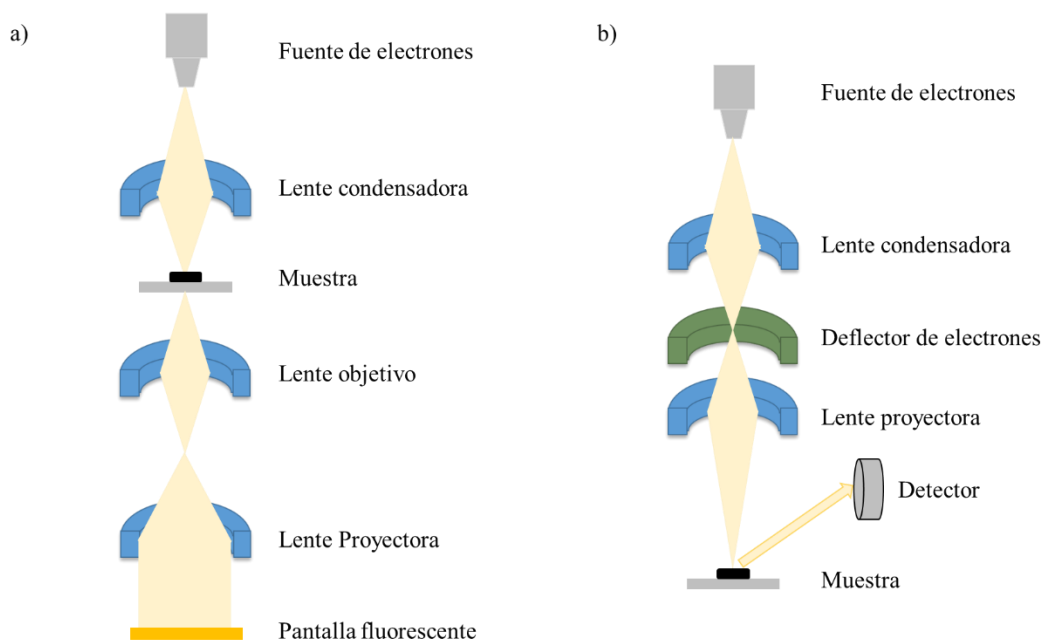 a)
Fuente de electrones
Lente condensadora
Muestra
Lente objetivo
Lente Proyectora
Pantalla fluorescente
b)
Fuente de electrones
Lente condensadora
Deflector de electrones
Lente proyectora
Detector
Muestra